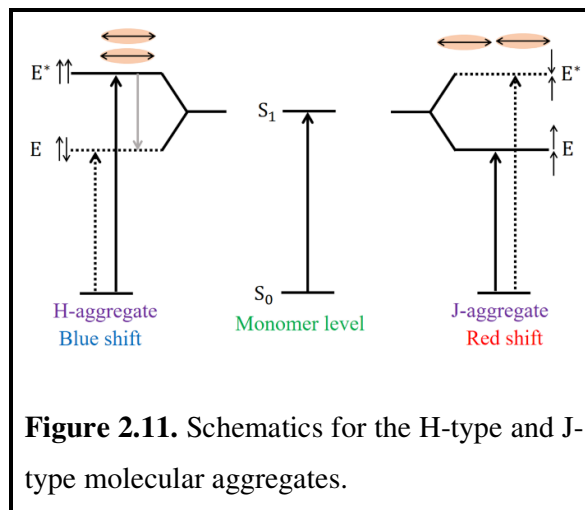 E* ↑↑
E ↑↓
S₁
E*
E
S₀
H-aggregate
Blue shift
Monomer level
J-aggregate
Red shift
Figure 2.11. Schematics for the H-type and J-
type molecular aggregates.